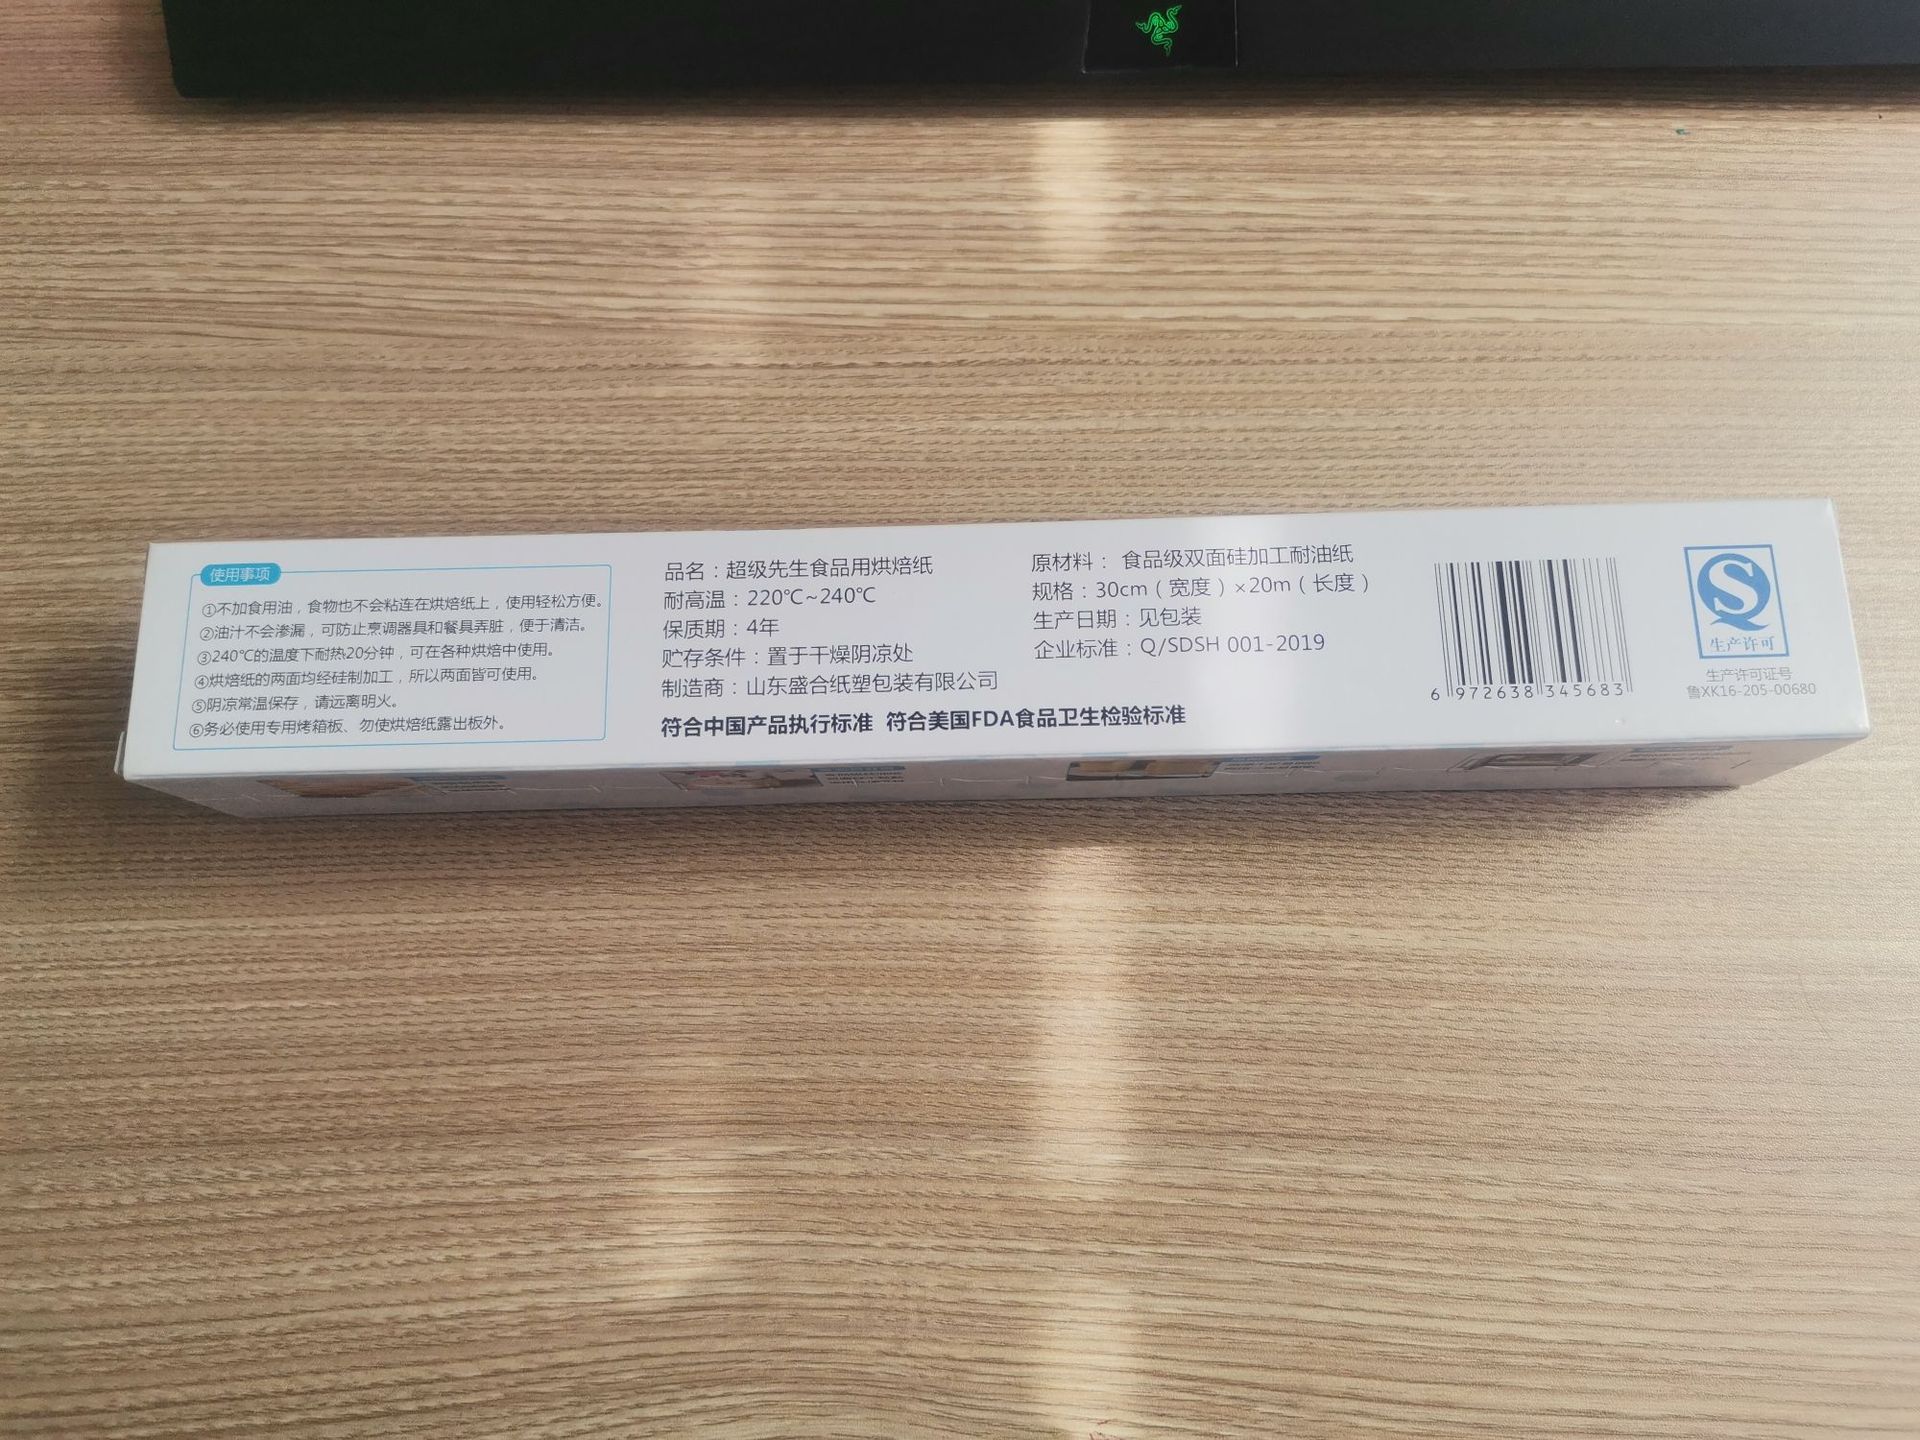 使用事项
①不加食用油，食物也不会粘连在烘焙纸上，使用轻松方便。
②油汁不会渗漏，可防止烹调器具和餐具弄脏，便于清洁。
③240℃的温度下耐热20分钟，可在各种烘焙中使用。
④烘焙纸的两面均经硅制加工，所以两面皆可使用。
⑤阴凉常温保存，请远离明火。
⑥务必使用专用烤箱板、勿使烘焙纸露出板外。
品名：超级先生食品用烘焙纸
耐高温：220℃~240℃
保质期：4年
贮存条件：置于干燥阴凉处
制造商：山东盛合纸塑包装有限公司
符合中国产品执行标准 符合美国FDA食品卫生检验标准
原材料： 食品级双面硅加工耐油纸
规格：30cm（宽度）×20m（长度）
生产日期：见包装
企业标准：Q/SDSH 001-2019
6 972638 345683
生产许可
生产许可证号
鲁XK16-205-00680